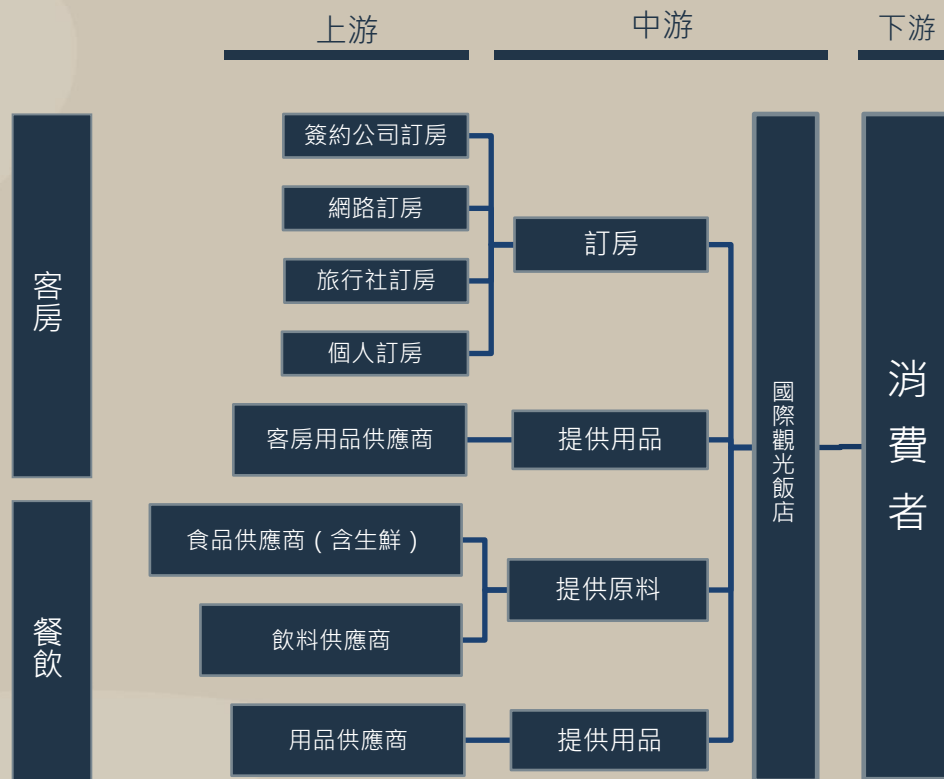 上游
中游
下游
客房
簽約公司訂房
網路訂房
旅行社訂房
個人訂房
訂房
客房用品供應商
提供用品
餐飲
食品供應商（含生鮮）
飲料供應商
提供原料
用品供應商
提供用品
國際觀光飯店
消費者